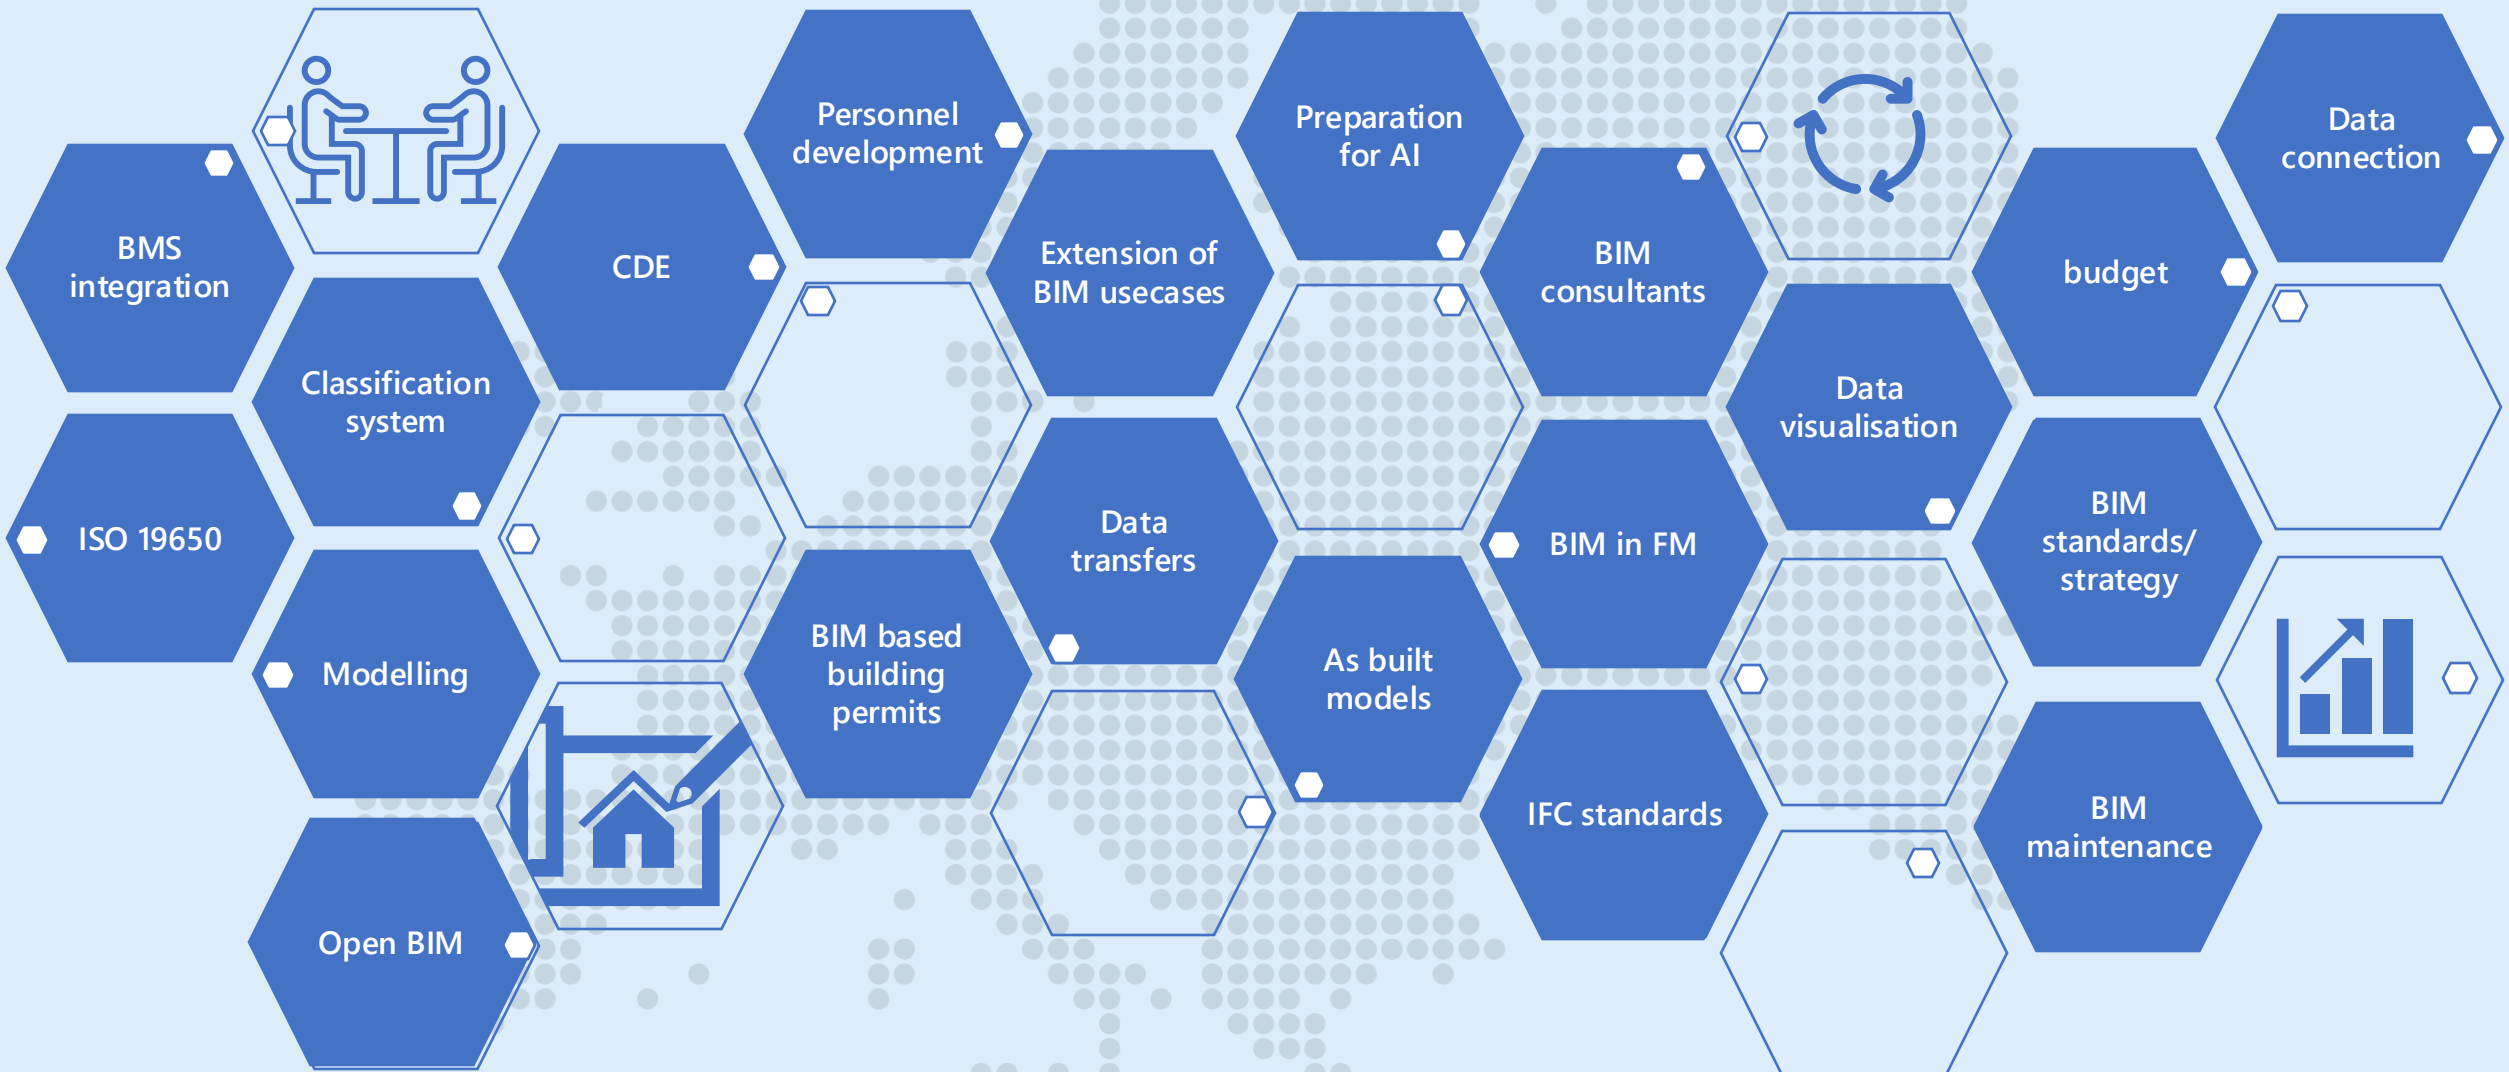 BMS
integration
ISO 19650
Classification
system
Modelling
Open BIM
CDE
Personnel
development
BIM based
building
permits
Extension of
BIM usecases
Data
transfers
Preparation
for AI
As built
models
BIM
consultants
BIM in FM
IFC standards
Data
visualisation
budget
BIM
standards/
strategy
BIM
maintenance
Data
connection